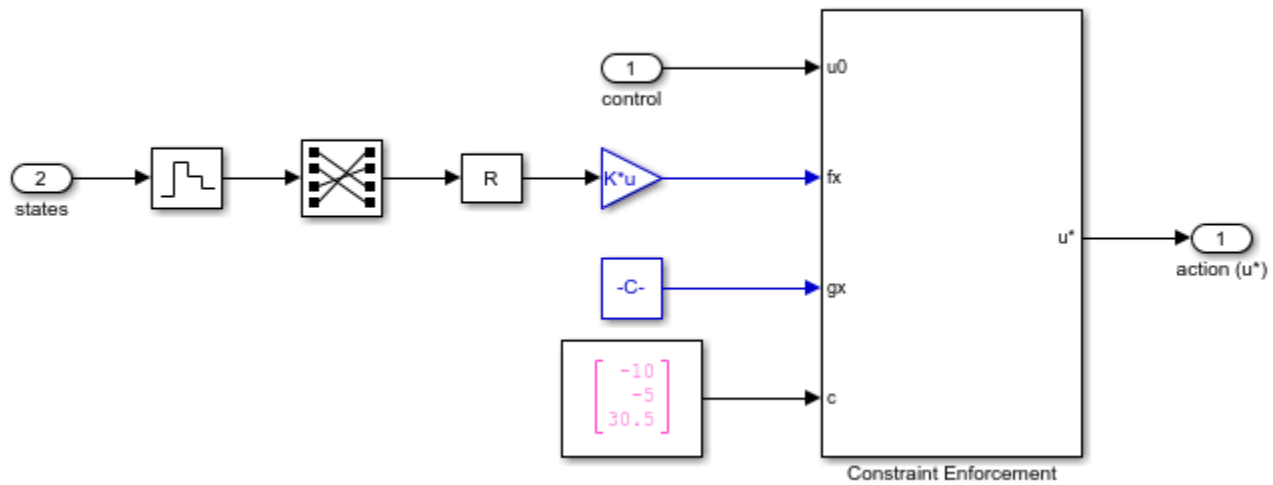 1
control
2
states
R
K*u
-C-
-10
-5
30.5
u0
fx
gx
c
u*
Constraint Enforcement
1
action (u*)